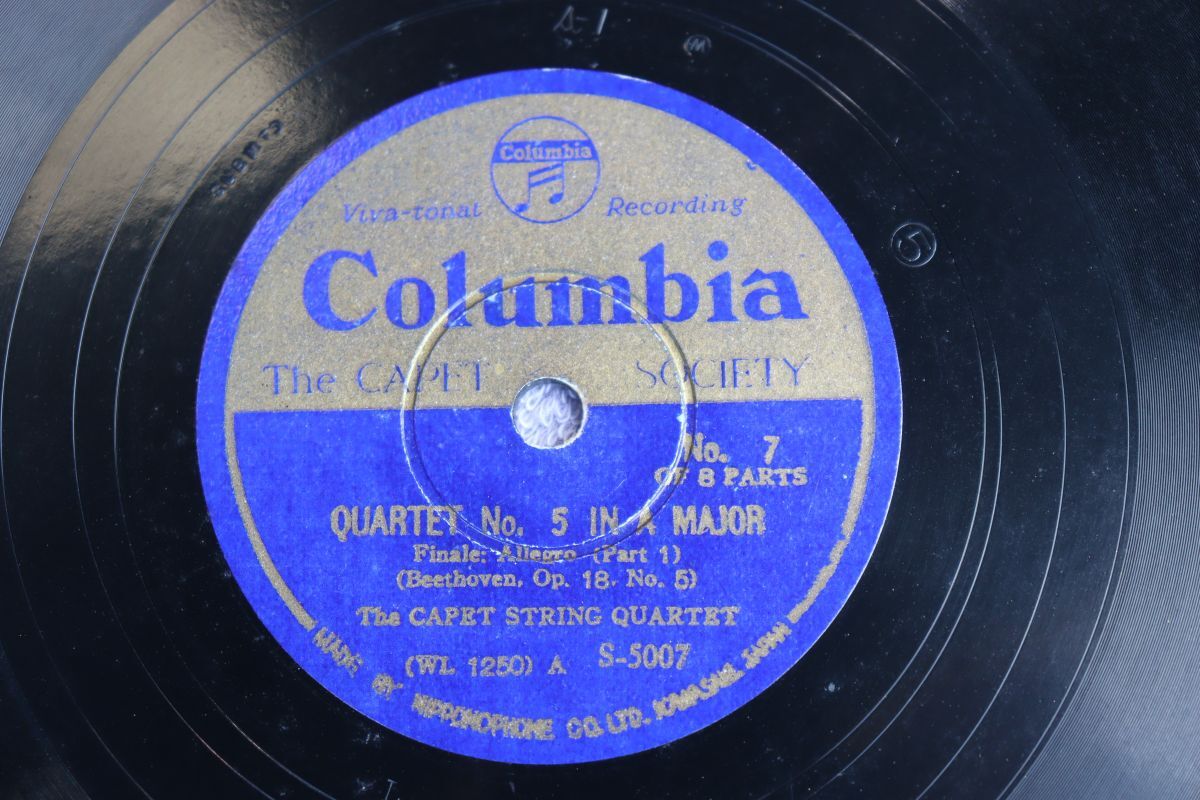 A-1
M
5
Columbia
Viva-tonal Recording
Columbia
The CAPET SOCIETY
No. 7
OF 8 PARTS
QUARTET No. 5 IN A MAJOR
Finale: Allegro (Part 1)
(Beethoven, Op. 18, No. 5)
The CAPET STRING QUARTET
(WL 1250) A S-5007
MADE BY NIPPONOPHONE CO. LTD. KAWASAKI, JAPAN